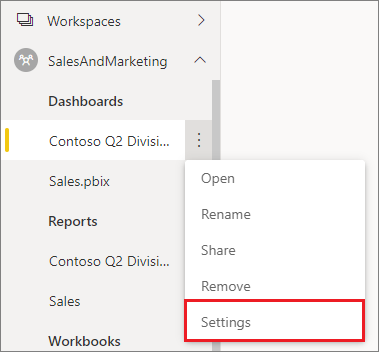 Workspaces
SalesAndMarketing
Dashboards
Contoso Q2 Divisi...
Sales.pbix
Reports
Contoso Q2 Divisi...
Sales
Workbooks
Open
Rename
Share
Remove
Settings